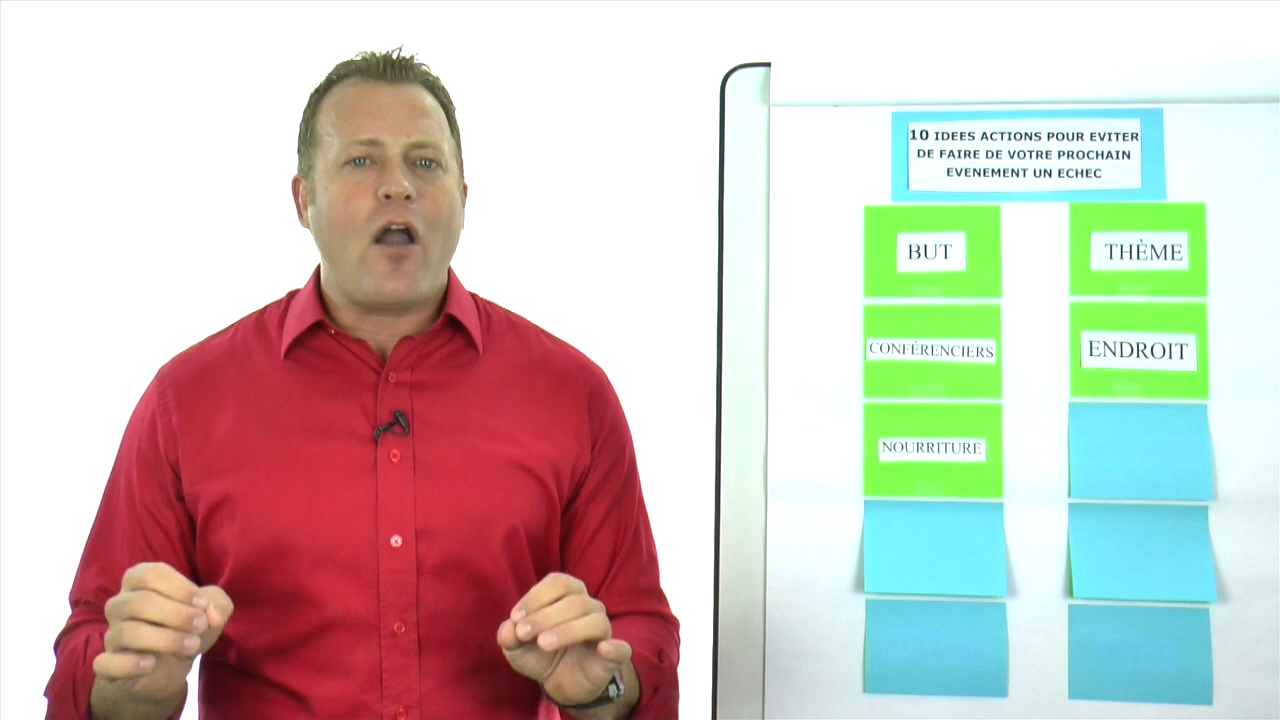 10 IDEES ACTIONS POUR EVITER
DE FAIRE DE VOTRE PROCHAIN
EVENEMENT UN ECHEC
BUT
THÈME
CONFÉRENCIERS
ENDROIT
NOURRITURE